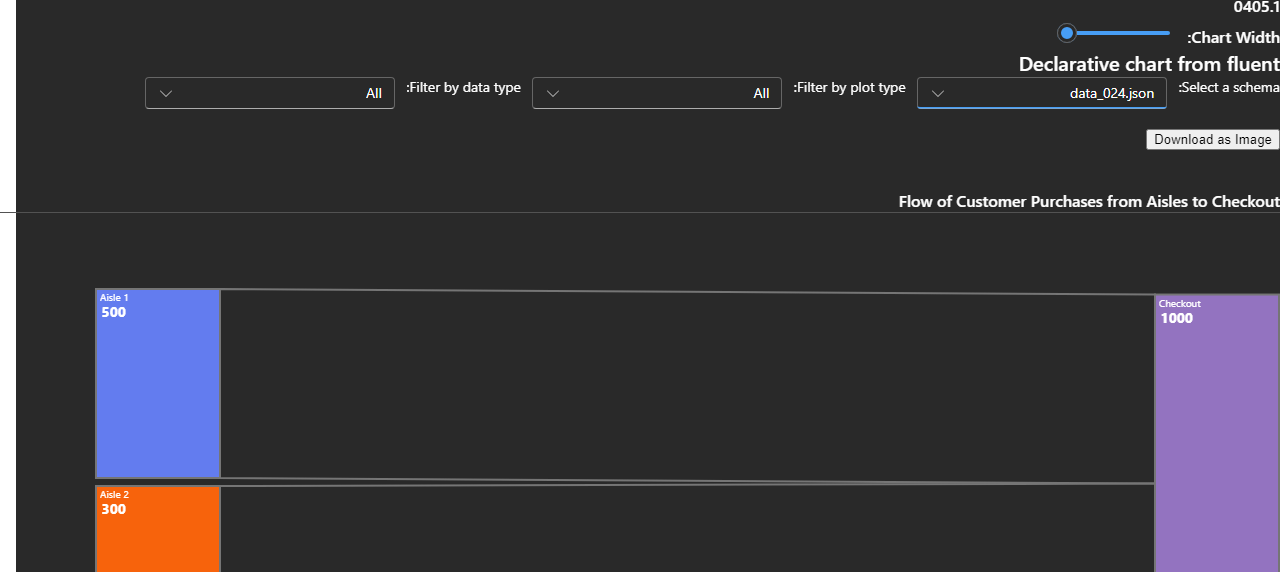 0405.1
:Chart Width
Declarative chart from fluent
:Select a schema
data_024.json
:Filter by plot type
All
:Filter by data type
All
Download as Image
Flow of Customer Purchases from Aisles to Checkout
Aisle 1
500
Checkout
1000
Aisle 2
300